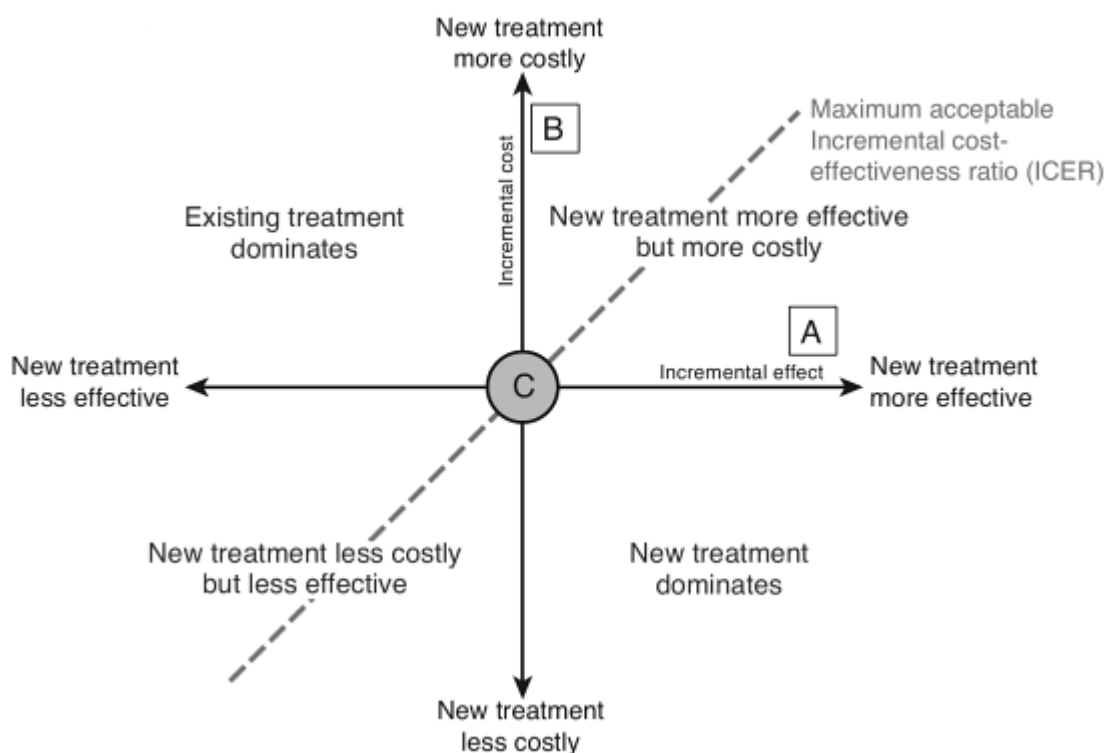 New treatment
more costly
B
Incremental cost
Maximum acceptable
Incremental cost-
effectiveness ratio (ICER)
Existing treatment
dominates
New treatment more effective
but more costly
A
New treatment
less effective
C
Incremental effect
New treatment
more effective
New treatment less costly
but less effective
New treatment
dominates
New treatment
less costly